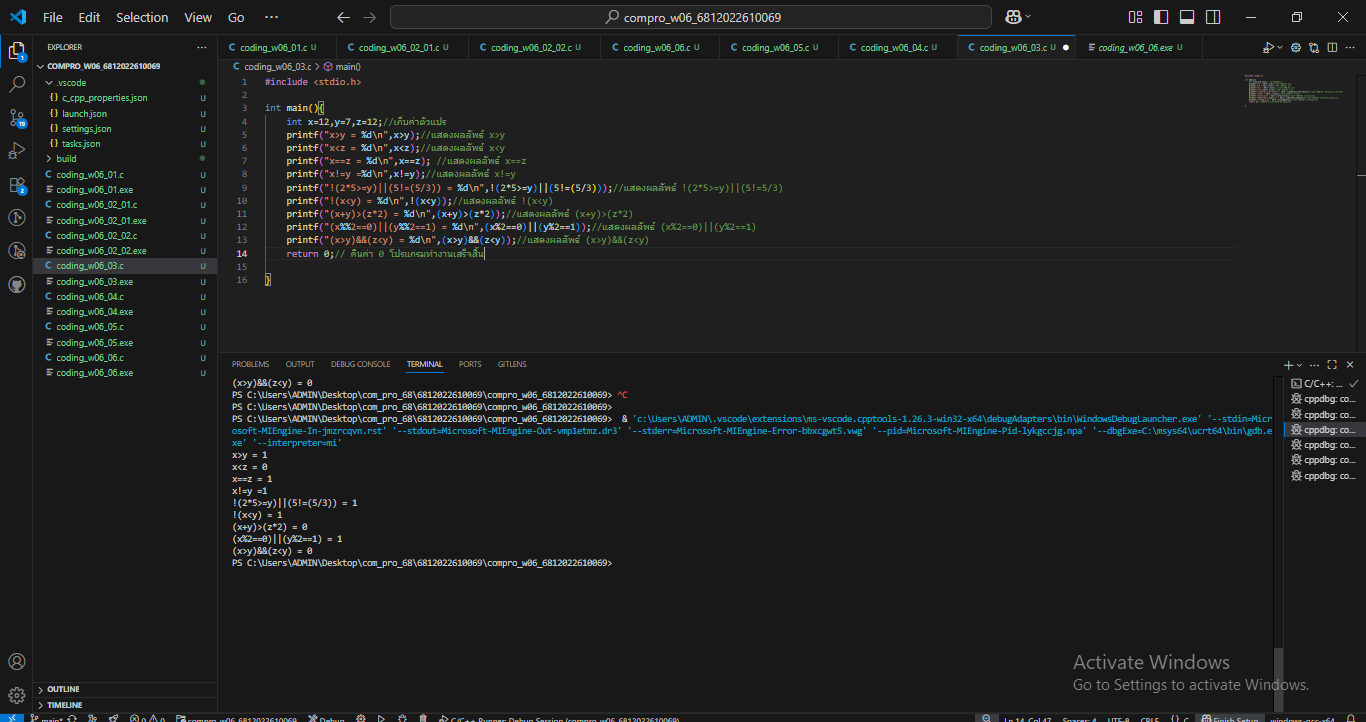 File Edit Selection View Go ···
compro_w06_6812022610069
EXPLORER
COMPRO_W06_6812022610069
.vscode
{} c_cpp_properties.json U
{} launch.json U
{} settings.json U
{} tasks.json U
build
C coding_w06_01.c U
coding_w06_01.exe U
C coding_w06_02_01.c U
coding_w06_02_01.exe U
C coding_w06_02_02.c U
coding_w06_02_02.exe U
C coding_w06_03.c U
coding_w06_03.exe U
C coding_w06_04.c U
coding_w06_04.exe U
C coding_w06_05.c U
coding_w06_05.exe U
C coding_w06_06.c U
coding_w06_06.exe U
OUTLINE
TIMELINE
C coding_w06_01.c U C coding_w06_02_01.c U C coding_w06_02_02.c U C coding_w06_06.c U C coding_w06_05.c U C coding_w06_04.c U C coding_w06_03.c U coding_w06_06.exe U
C coding_w06_03.c > main()
1 #include <stdio.h>
2
3 int main(){
4 int x=12,y=7,z=12;//เก็บค่าตัวแปร
5 printf("x>y = %d\n",x>y);//แสดงผลลัพธ์ x>y
6 printf("x<z = %d\n",x<z);//แสดงผลลัพธ์ x<y
7 printf("x==z = %d\n",x==z); //แสดงผลลัพธ์ x==z
8 printf("x!=y =%d\n",x!=y);//แสดงผลลัพธ์ x!=y
9 printf("!(2*5>=y)||(5!=(5/3)) = %d\n",!(2*5>=y)||(5!=(5/3)));//แสดงผลลัพธ์ !(2*5>=y)||(5!=5/3)
10 printf("!(x<y) = %d\n",!(x<y));//แสดงผลลัพธ์ !(x<y)
11 printf("(x+y)>(z*2) = %d\n",(x+y)>(z*2));//แสดงผลลัพธ์ (x+y)>(z*2)
12 printf("(x%%2==0)||(y%%2==1) = %d\n",(x%2==0)||(y%2==1));//แสดงผลลัพธ์ (x%2==0)||(y%2==1)
13 printf("(x>y)&&(z<y) = %d\n",(x>y)&&(z<y));//แสดงผลลัพธ์ (x>y)&&(z<y)
14 return 0;// คืนค่า 0 โปรแกรมทำงานเสร็จสิ้น
15
16 }
PROBLEMS OUTPUT DEBUG CONSOLE TERMINAL PORTS GITLENS
(x>y)&&(z<y) = 0
PS C:\Users\ADMIN\Desktop\com_pro_68\6812022610069\compro_w06_6812022610069> ^C
PS C:\Users\ADMIN\Desktop\com_pro_68\6812022610069\compro_w06_6812022610069>
PS C:\Users\ADMIN\Desktop\com_pro_68\6812022610069\compro_w06_6812022610069> & 'c:\Users\ADMIN\.vscode\extensions\ms-vscode.cpptools-1.26.3-win32-x64\debugAdapters\bin\WindowsDebugLauncher.exe' '--stdin=Micr
osoft-MIEngine-In-jmzrcqvn.rst' '--stdout=Microsoft-MIEngine-Out-vmp1etmz.dr3' '--stderr=Microsoft-MIEngine-Error-bbxcgwt5.vwg' '--pid=Microsoft-MIEngine-Pid-lykgccjg.npa' '--dbgExe=C:\msys64\ucrt64\bin\gdb.e
xe' '--interpreter=mi'
x>y = 1
x<z = 0
x==z = 1
x!=y =1
!(2*5>=y)||(5!=(5/3)) = 1
!(x<y) = 1
(x+y)>(z*2) = 0
(x%2==0)||(y%2==1) = 1
(x>y)&&(z<y) = 0
PS C:\Users\ADMIN\Desktop\com_pro_68\6812022610069\compro_w06_6812022610069>
C/C++: ...
cppdbg: co...
cppdbg: co...
cppdbg: co...
cppdbg: co...
cppdbg: co...
cppdbg: co...
Activate Windows
Go to Settings to activate Windows.
main* 0 0 compro_w06_6812022610069 Debug C/C++ Runner: Debug Session (compro_w06_6812022610069) Ln 14, Col 47 Spaces: 4 UTF-8 CRLF {} C Finish Setup windows-gcc-x64